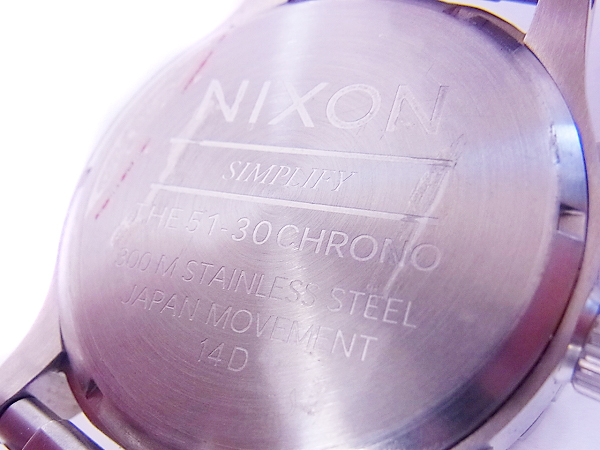 NIXON
SIMPLIFY
THE 51-30 CHRONO
300 M STAINLESS STEEL
JAPAN MOVEMENT
14D